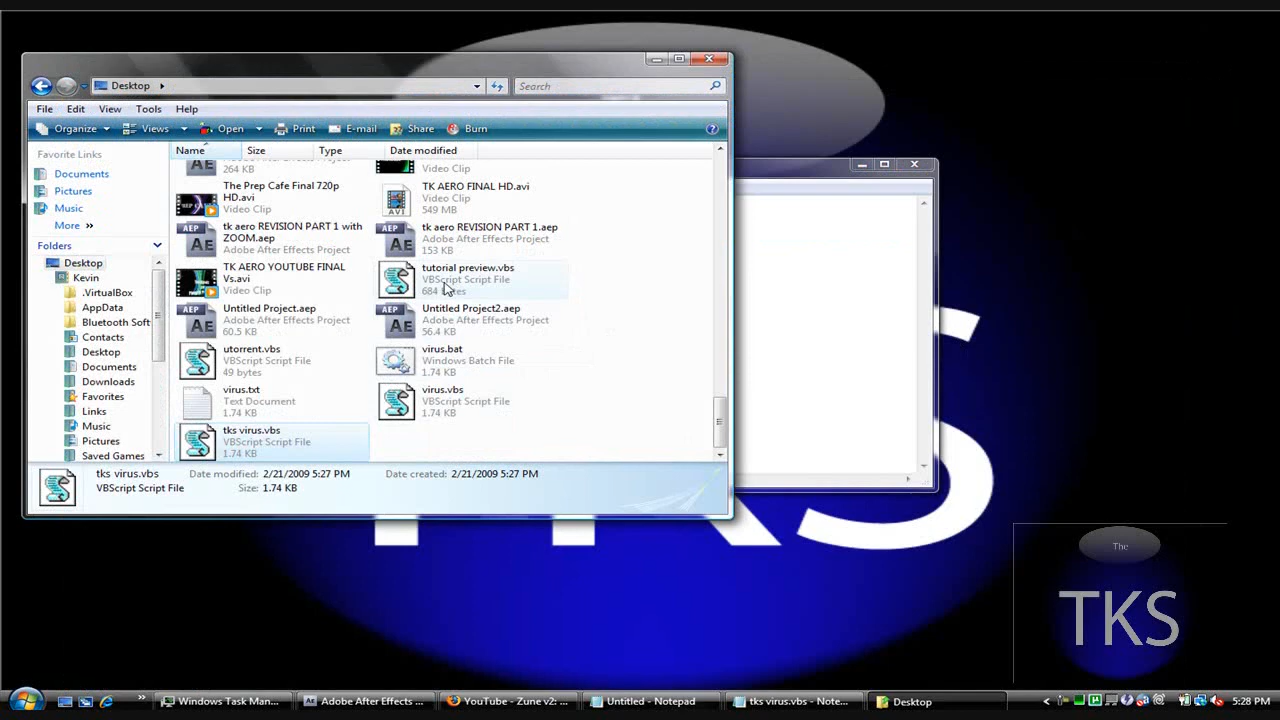 Desktop
Search
File Edit View Tools Help
Organize Views Open Print E-mail Share Burn
Favorite Links
Documents
Pictures
Music
More »
Folders
Desktop
Kevin
.VirtualBox
AppData
Bluetooth Soft
Contacts
Desktop
Documents
Downloads
Favorites
Links
Music
Pictures
Saved Games
Name Size Type Date modified
264 KB
Video Clip
The Prep Cafe Final 720p
HD.avi
Video Clip
TK AERO FINAL HD.avi
Video Clip
549 MB
tk aero REVISION PART 1 with
ZOOM.aep
Adobe After Effects Project
tk aero REVISION PART 1.aep
Adobe After Effects Project
153 KB
TK AERO YOUTUBE FINAL
Vs.avi
Video Clip
tutorial preview.vbs
VBScript Script File
684 bytes
Untitled Project.aep
Adobe After Effects Project
60.5 KB
Untitled Project2.aep
Adobe After Effects Project
56.4 KB
utorrent.vbs
VBScript Script File
49 bytes
virus.bat
Windows Batch File
1.74 KB
virus.txt
Text Document
1.74 KB
virus.vbs
VBScript Script File
1.74 KB
tks virus.vbs
VBScript Script File
1.74 KB
tks virus.vbs Date modified: 2/21/2009 5:27 PM Date created: 2/21/2009 5:27 PM
VBScript Script File Size: 1.74 KB
The
TKS
Windows Task Man... Adobe After Effects ... YouTube - Zune v2: ... Untitled - Notepad tks virus.vbs - Note... Desktop 5:28 PM